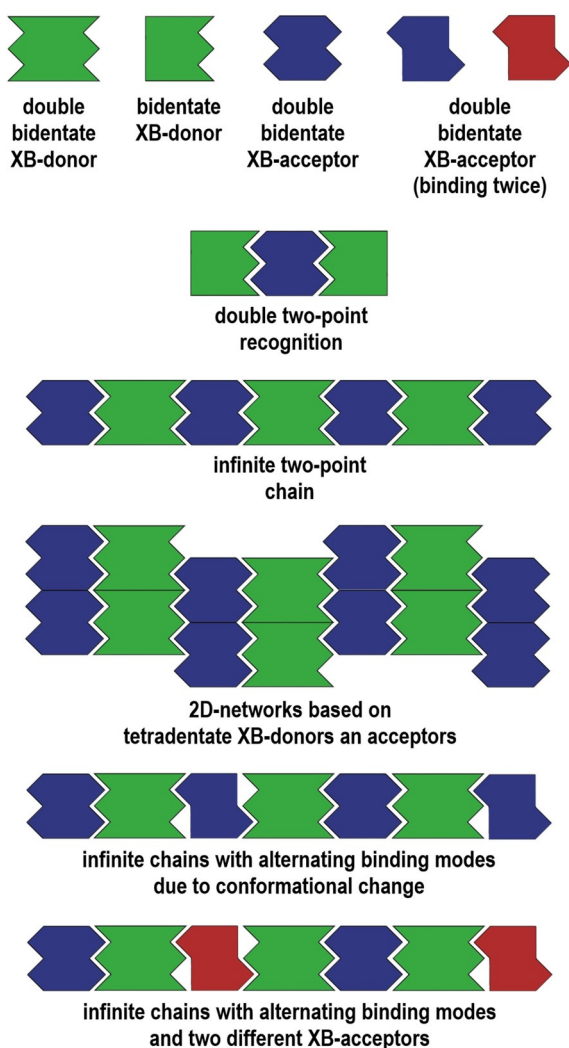 double
bidentate
XB-donor
bidentate
XB-donor
double
bidentate
XB-acceptor
double
bidentate
XB-acceptor
(binding twice)
double two-point
recognition
infinite two-point
chain
2D-networks based on
tetradentate XB-donors an acceptors
infinite chains with alternating binding modes
due to conformational change
infinite chains with alternating binding modes
and two different XB-acceptors